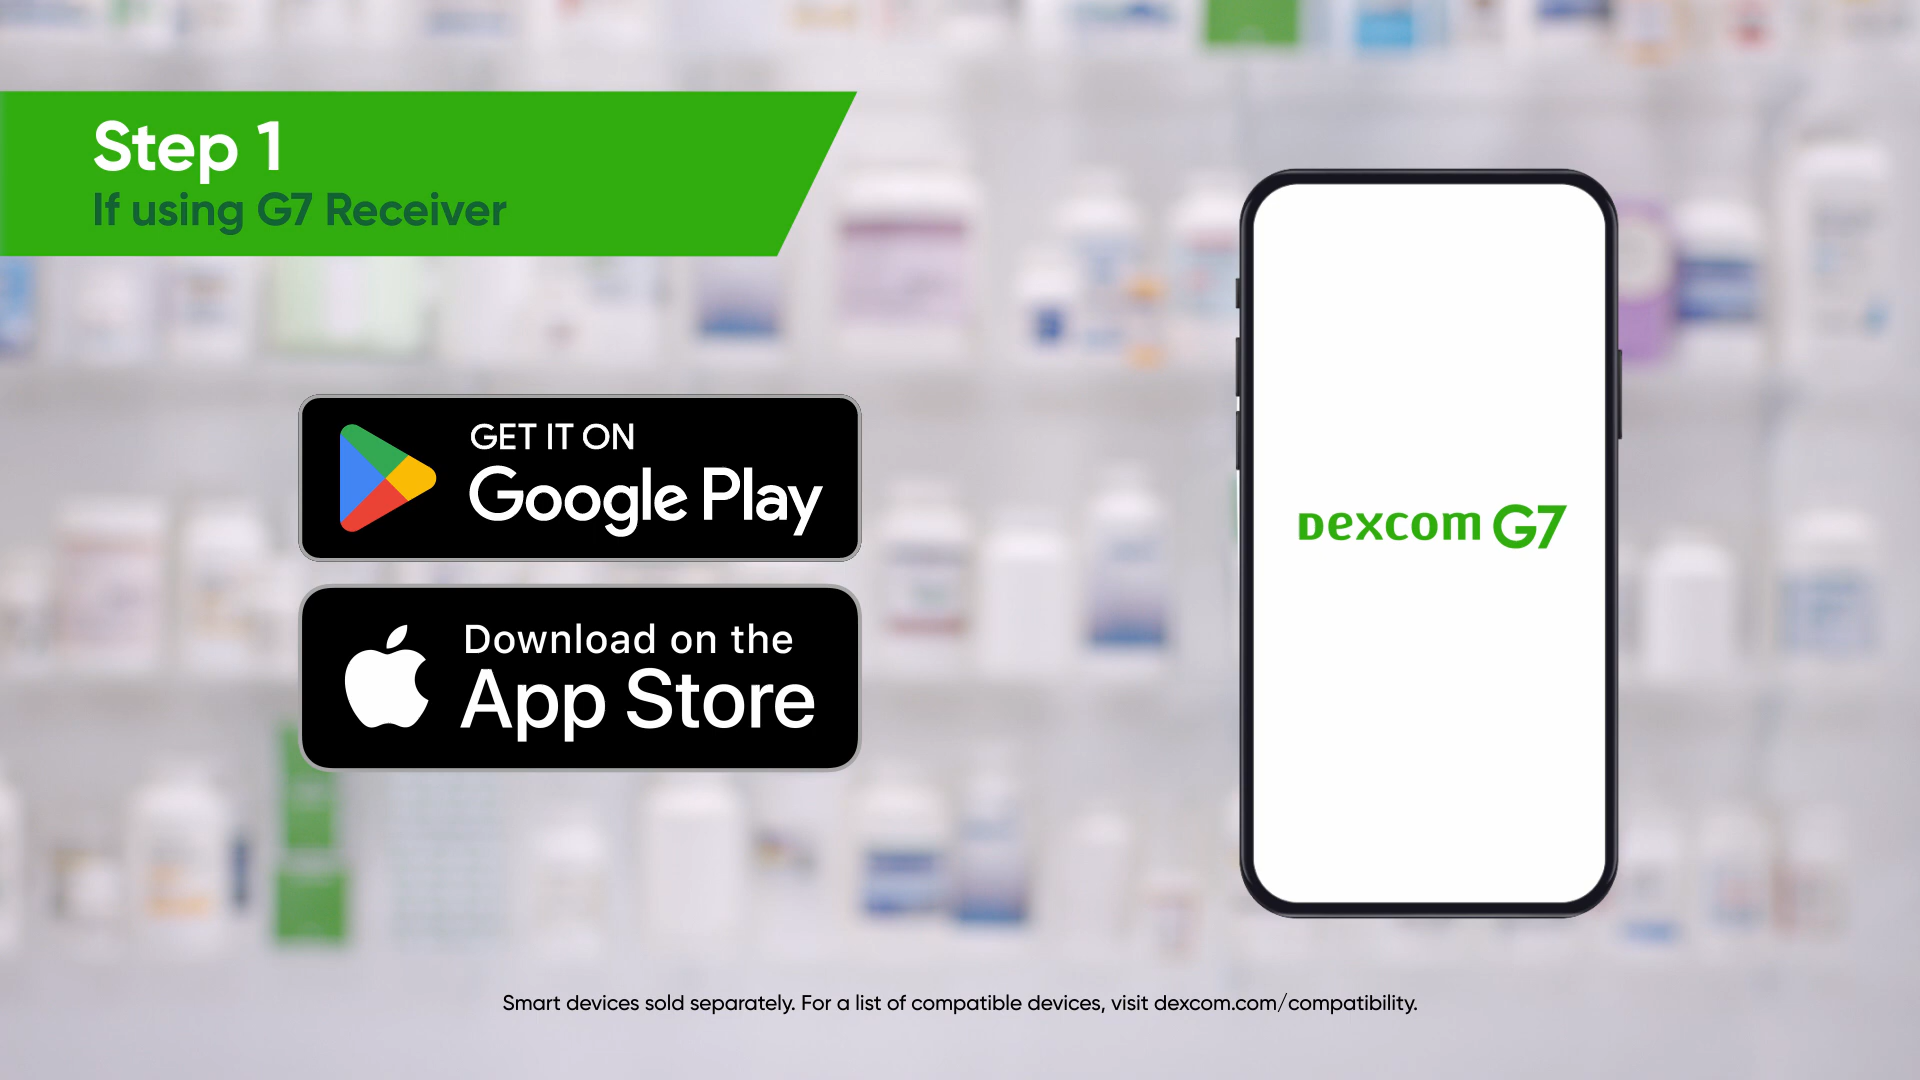 Step 1
If using G7 Receiver
GET IT ON
Google Play
Download on the
App Store
Dexcom G7
Smart devices sold separately. For a list of compatible devices, visit dexcom.com/compatibility.